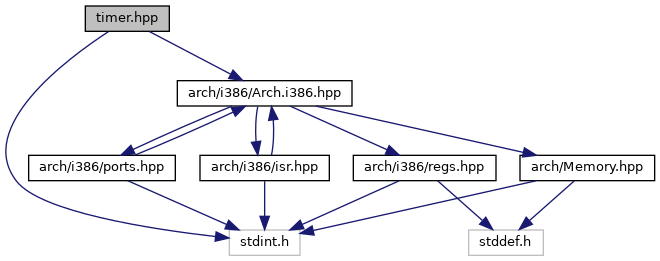 timer.hpp
arch/i386/Arch.i386.hpp
arch/i386/ports.hpp
arch/i386/isr.hpp
arch/i386/regs.hpp
arch/Memory.hpp
stdint.h
stddef.h